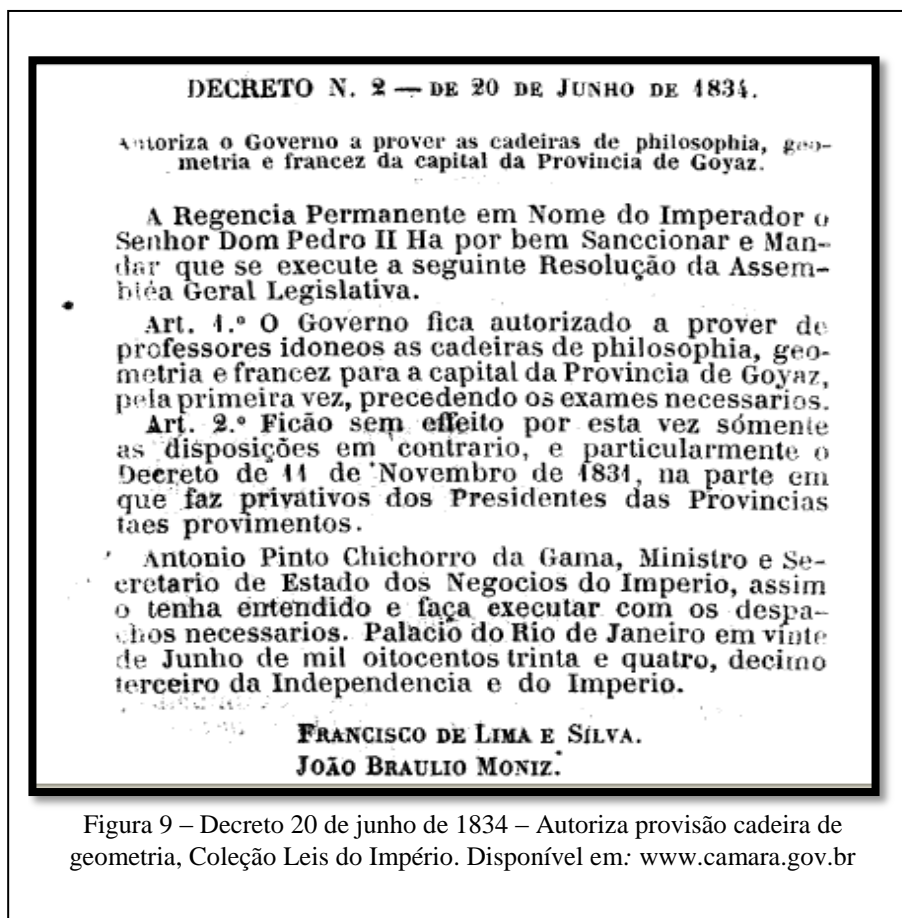 DECRETO N. 2 — DE 20 DE JUNHO DE 1834.
Autoriza o Governo a prover as cadeiras de philosophia, geo-
metria e francez da capital da Provincia de Goyaz.
A Regencia Permanente em Nome do Imperador o
Senhor Dom Pedro II Ha por bem Sanccionar e Man-
dar que se execute a seguinte Resolução da Assem-
bléa Geral Legislativa.
Art. 1.º O Governo fica autorizado a prover de
professores idoneos as cadeiras de philosophia, geo-
metria e francez para a capital da Provincia de Goyaz,
pela primeira vez, precedendo os exames necessarios.
Art. 2.º Ficão sem effeito por esta vez sómente
as disposições em contrario, e particularmente o
Decreto de 11 de Novembro de 1831, na parte em
que faz privativos dos Presidentes das Provincias
taes provimentos.
Antonio Pinto Chichorro da Gama, Ministro e Se-
cretario de Estado dos Negocios do Imperio, assim
o tenha entendido e faça executar com os despa-
chos necessarios. Palacio do Rio de Janeiro em vinte
de Junho de mil oitocentos trinta e quatro, decimo
terceiro da Independencia e do Imperio.
FRANCISCO DE LIMA E SILVA.
JOÃO BRAULIO MONIZ.
Figura 9 – Decreto 20 de junho de 1834 – Autoriza provisão cadeira de
geometria, Coleção Leis do Império. Disponível em: www.camara.gov.br